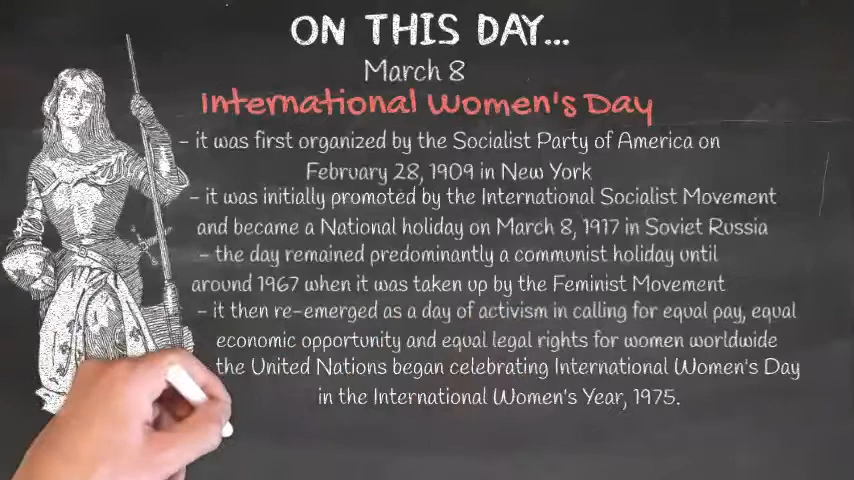 ON THIS DAY...
March 8
International Women's Day
- it was first organized by the Socialist Party of America on
February 28, 1909 in New York
- it was initially promoted by the International Socialist Movement
and became a National holiday on March 8, 1917 in Soviet Russia
- the day remained predominantly a communist holiday until
around 1967 when it was taken up by the Feminist Movement
- it then re-emerged as a day of activism in calling for equal pay, equal
economic opportunity and equal legal rights for women worldwide
the United Nations began celebrating International Women's Day
in the International Women's Year, 1975.